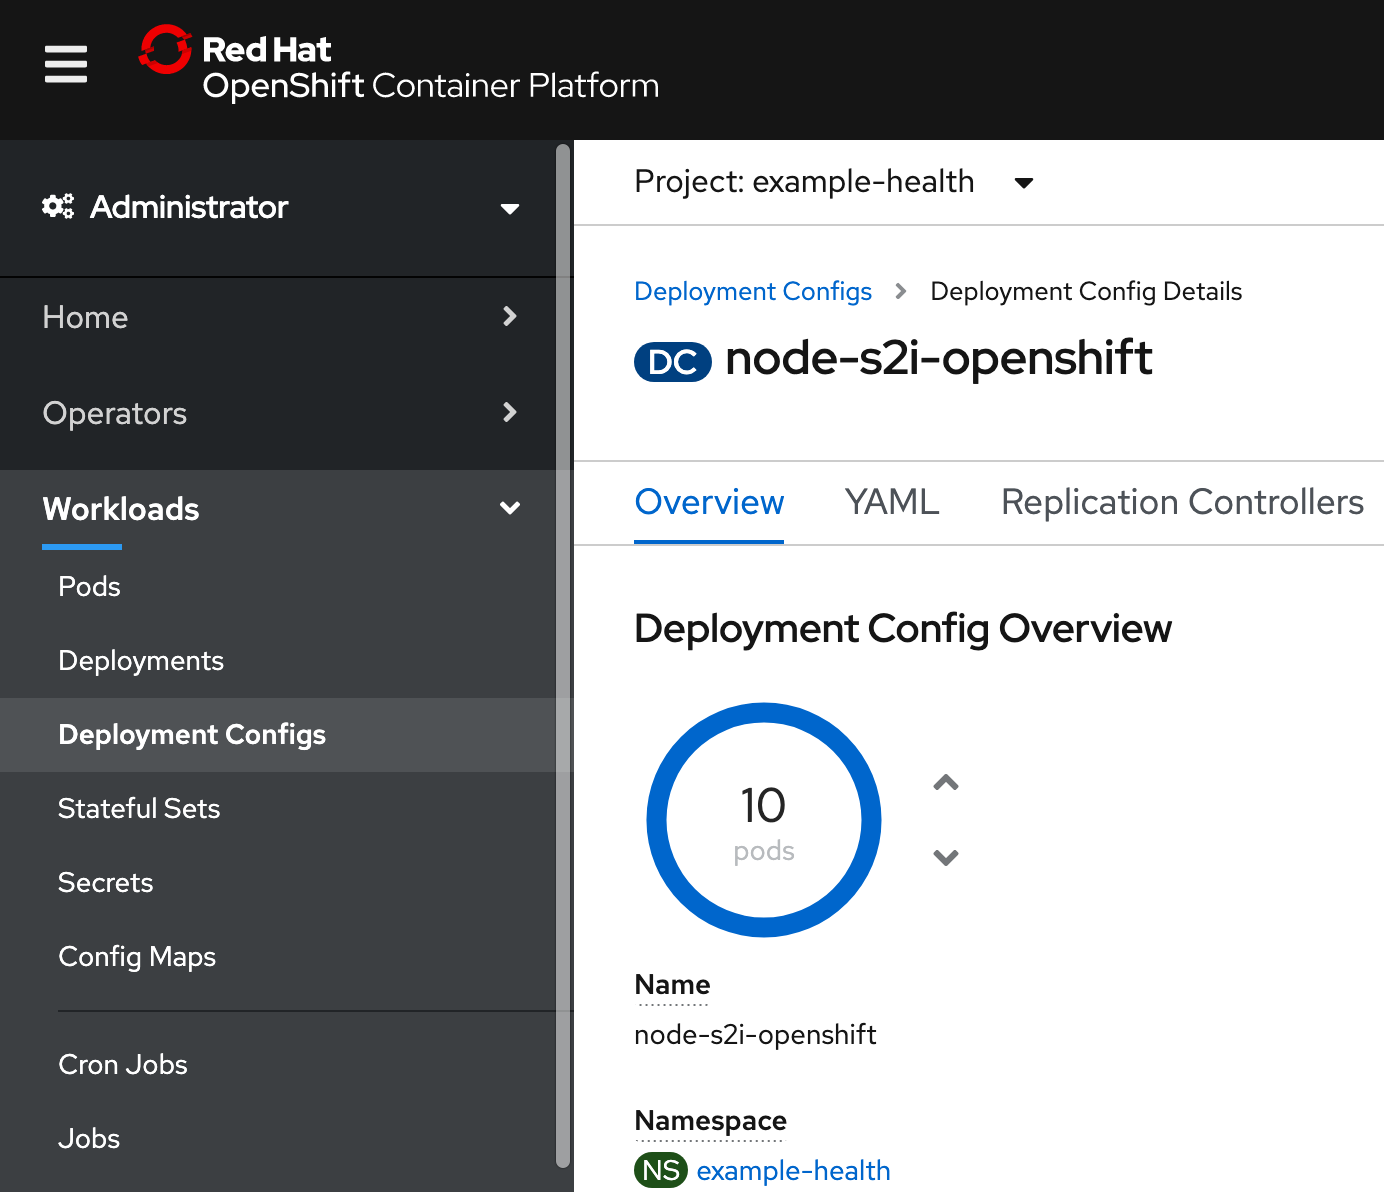 Red Hat
OpenShift Container Platform
Administrator
Home
Operators
Workloads
Pods
Deployments
Deployment Configs
Stateful Sets
Secrets
Config Maps
Cron Jobs
Jobs
Project: example-health
Deployment Configs > Deployment Config Details
DC node-s2i-openshift
Overview YAML Replication Controllers
Deployment Config Overview
10
pods
Name
node-s2i-openshift
Namespace
NS example-health